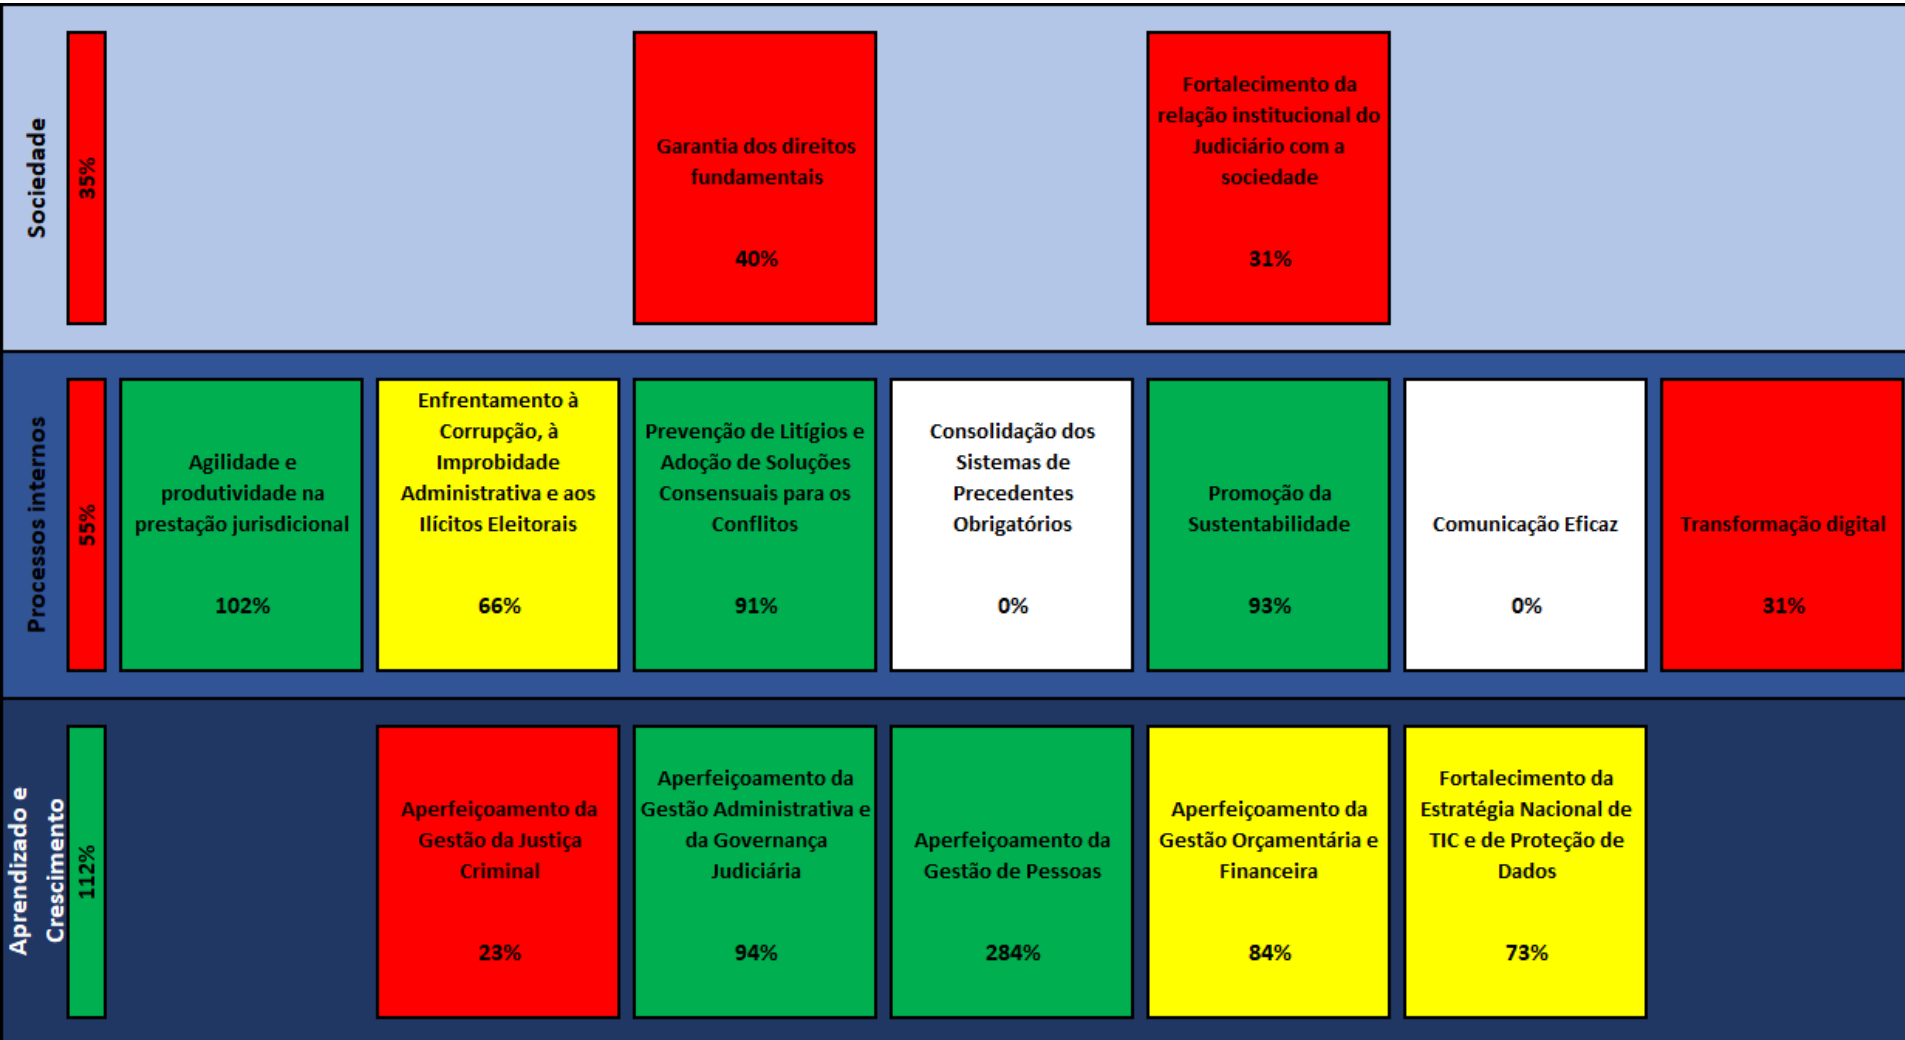 Sociedade
35%
Garantia dos direitos
fundamentais
40%
Fortalecimento da
relação institucional do
Judiciário com a
sociedade
31%
Processos internos
55%
Agilidade e
produtividade na
prestação jurisdicional
102%
Enfrentamento à
Corrupção, à
Improbidade
Administrativa e aos
Ilícitos Eleitorais
66%
Prevenção de Litígios e
Adoção de Soluções
Consensuais para os
Conflitos
91%
Consolidação dos
Sistemas de
Precedentes
Obrigatórios
0%
Promoção da
Sustentabilidade
93%
Comunicação Eficaz
0%
Transformação digital
31%
Aprendizado e
Crescimento
112%
Aperfeiçoamento da
Gestão da Justiça
Criminal
23%
Aperfeiçoamento da
Gestão Administrativa e
da Governança
Judiciária
94%
Aperfeiçoamento da
Gestão de Pessoas
284%
Aperfeiçoamento da
Gestão Orçamentária e
Financeira
84%
Fortalecimento da
Estratégia Nacional de
TIC e de Proteção de
Dados
73%